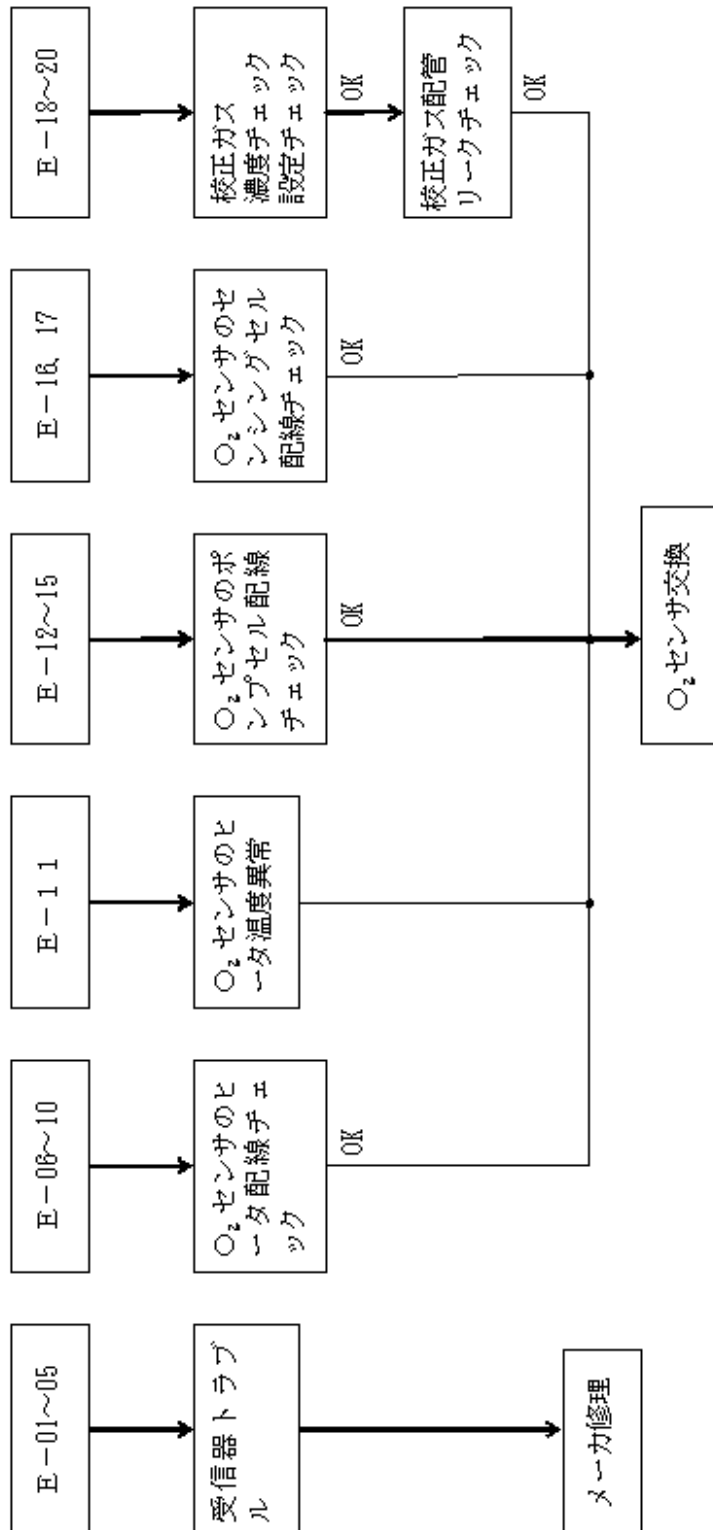 E－01～05
受信器トラブ
ル
メーカ修理
E－06～10
O₂センサのヒ
ータ配線チェ
ック
OK
E－11
O₂センサのヒ
ータ温度異常
E－12～15
O₂センサのポ
ンプセル配線
チェック
OK
E－16、17
O₂センサのセ
ンシングセル
配線チェック
OK
E－18～20
校正ガス
濃度チェック
設定チェック
OK
校正ガス配管
リークチェック
OK
O₂センサ交換